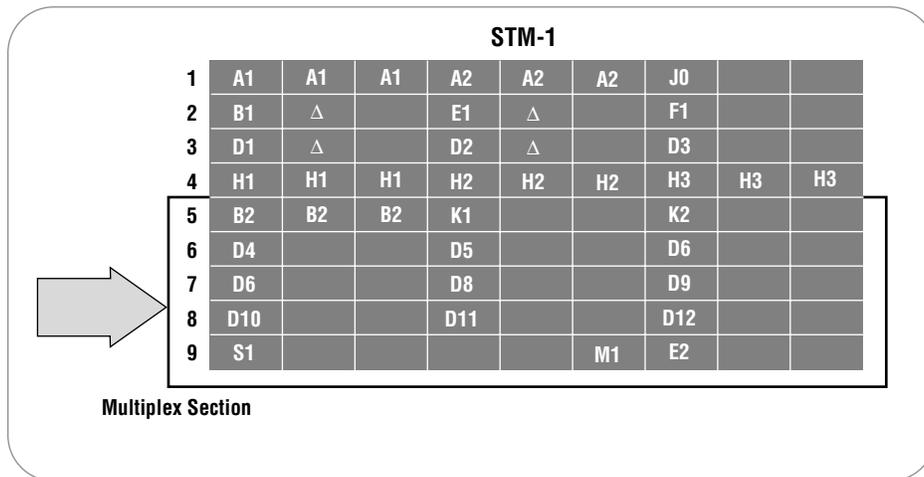 STM-1
1 A1 A1 A1 A2 A2 A2 J0
2 B1 Δ E1 Δ F1
3 D1 Δ D2 Δ D3
4 H1 H1 H1 H2 H2 H2 H3 H3 H3
5 B2 B2 B2 K1 K2
6 D4 D5 D6
7 D6 D8 D9
8 D10 D11 D12
9 S1 M1 E2
Multiplex Section